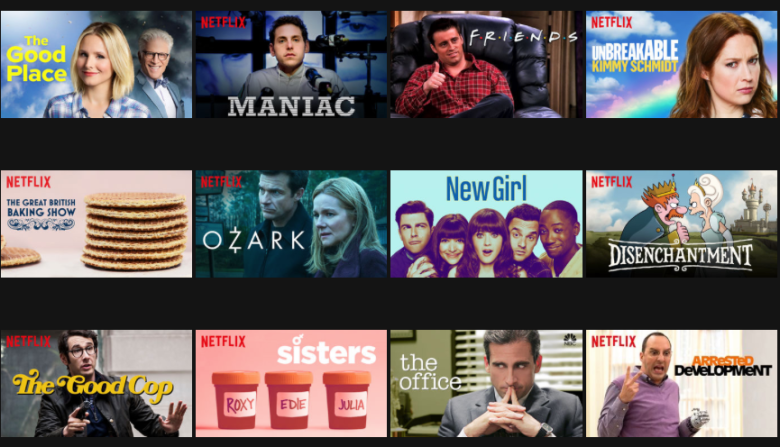 The
Good
Place
NETFLIX
MANIAC
F·R·I·E·N·D·S
NETFLIX
UNBREAKABLE
KIMMY SCHMIDT
NETFLIX
THE GREAT BRITISH
BAKING SHOW
NETFLIX
OZARK
New Girl
NETFLIX
DISENCHANTMENT
NETFLIX
The Good Cop
NETFLIX
sisters
ROXY
EDIE
JULIA
the
office
NBC
NETFLIX
ARResTeD
DeVeLOPMeNT